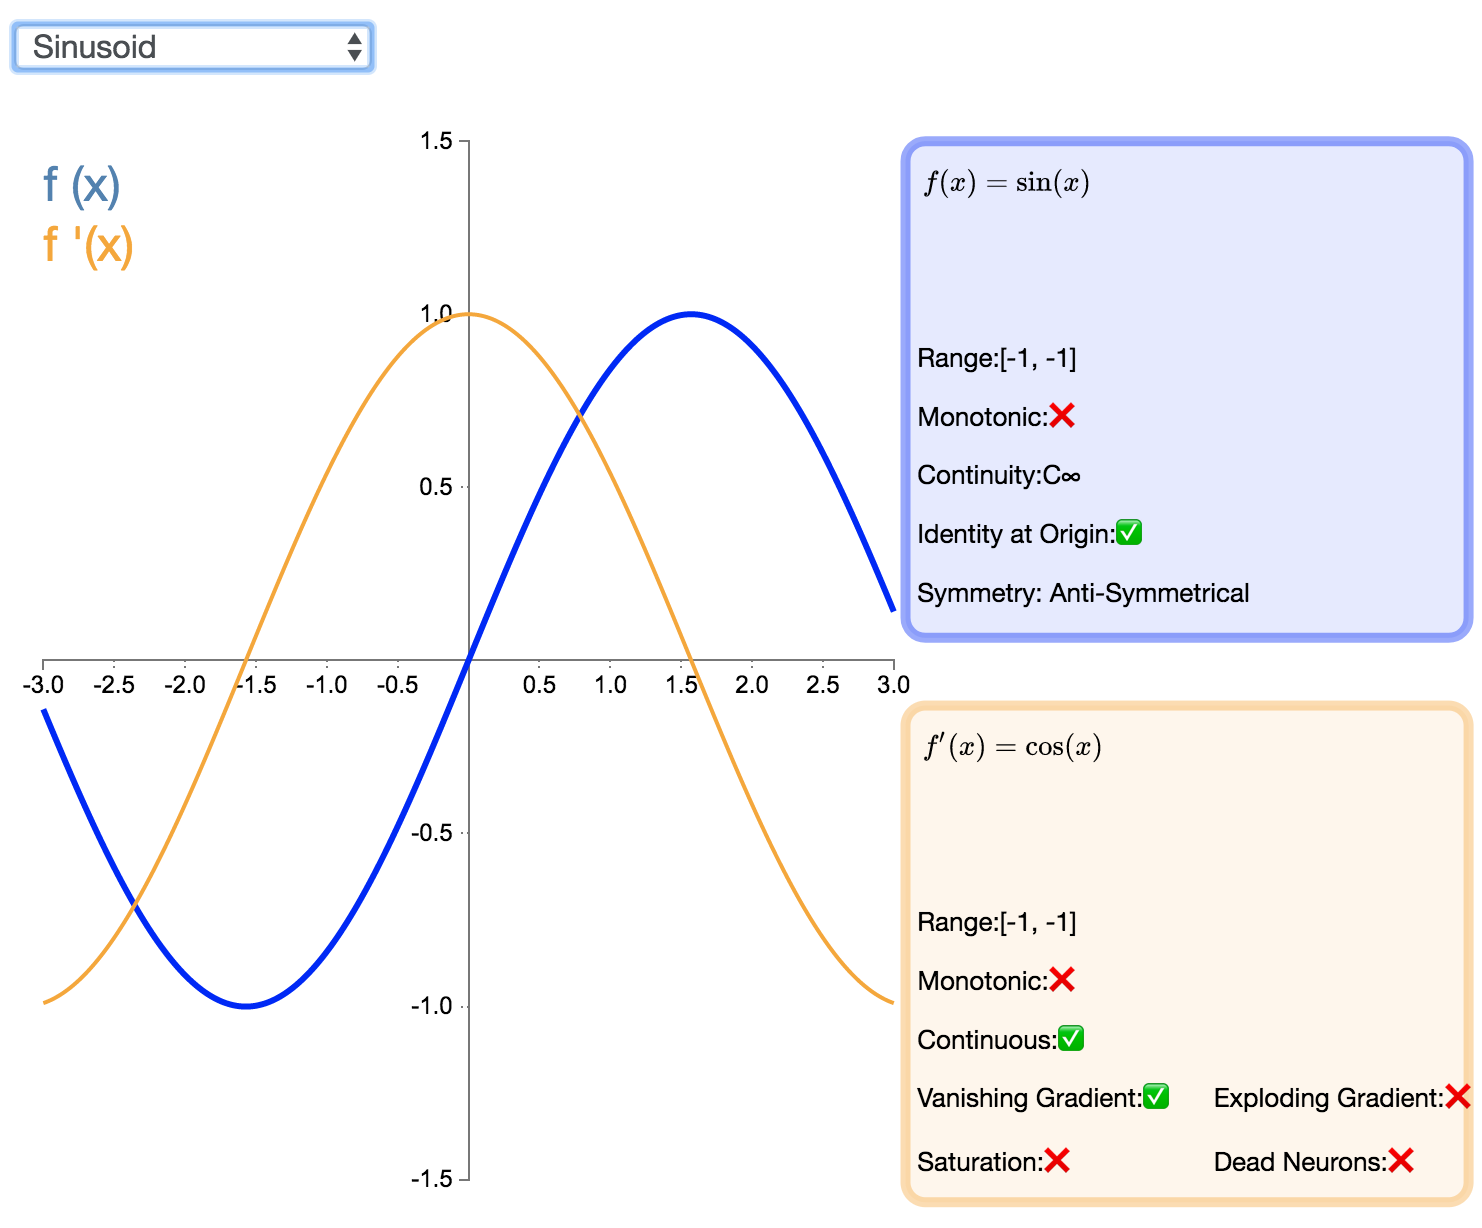 Sinusoid
f (x)
f '(x)
1.5
1.0
0.5
-0.5
-1.0
-1.5
-3.0 -2.5 -2.0 -1.5 -1.0 -0.5 0.5 1.0 1.5 2.0 2.5 3.0
f(x) = sin(x)
Range:[-1, -1]
Monotonic:❌
Continuity:C∞
Identity at Origin:✅
Symmetry: Anti-Symmetrical
f′(x) = cos(x)
Range:[-1, -1]
Monotonic:❌
Continuous:✅
Vanishing Gradient:✅ Exploding Gradient:❌
Saturation:❌ Dead Neurons:❌